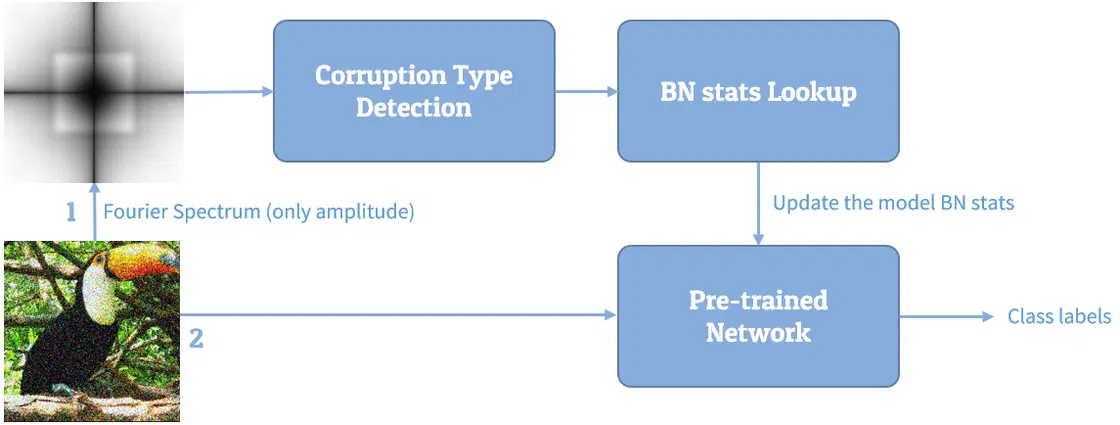 Corruption Type
Detection
BN stats Lookup
1
Fourier Spectrum (only amplitude)
Update the model BN stats
2
Pre-trained
Network
Class labels